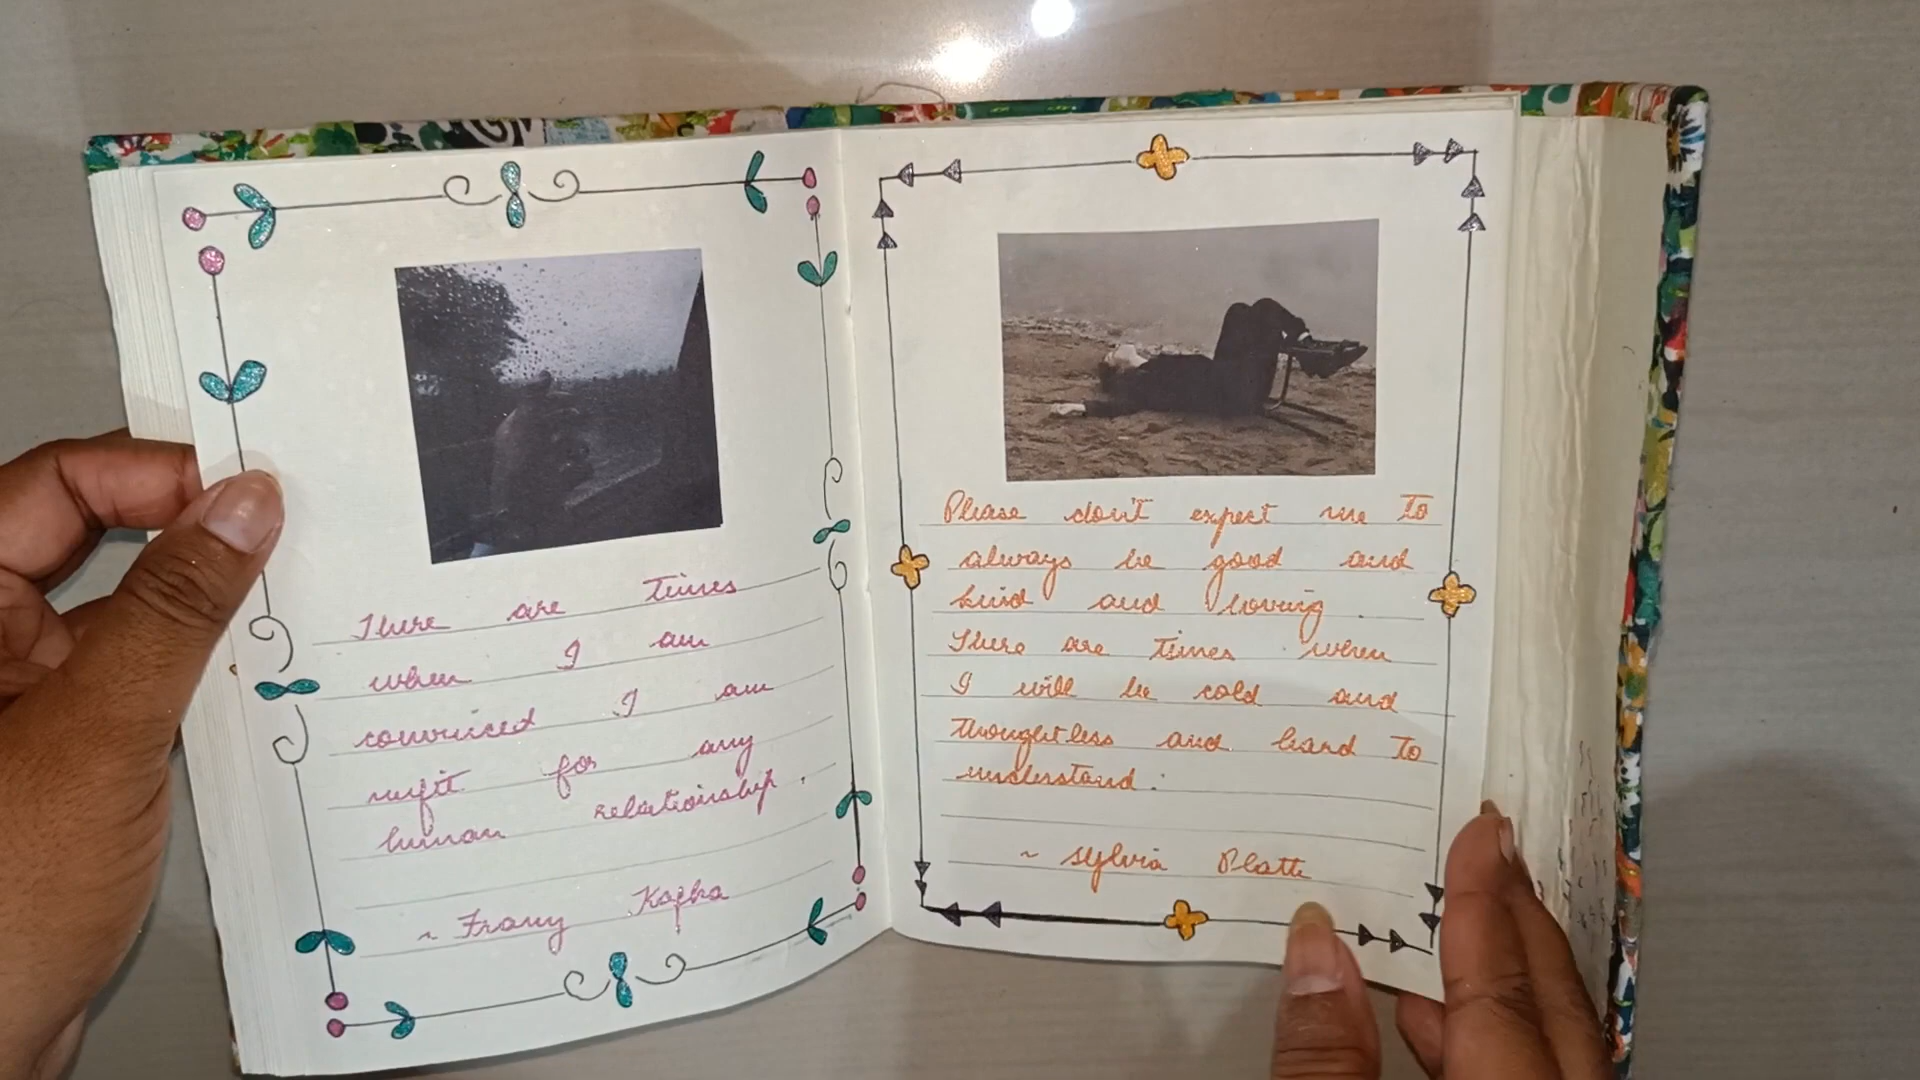 There are times
when I am
convinced I am
unfit for any
human relationship.
~ Franz Kafka
Please don't expect me to
always be good and
kind and loving.
There are times when
I will be cold and
thoughtless and hard to
understand.
~ Sylvia Plath